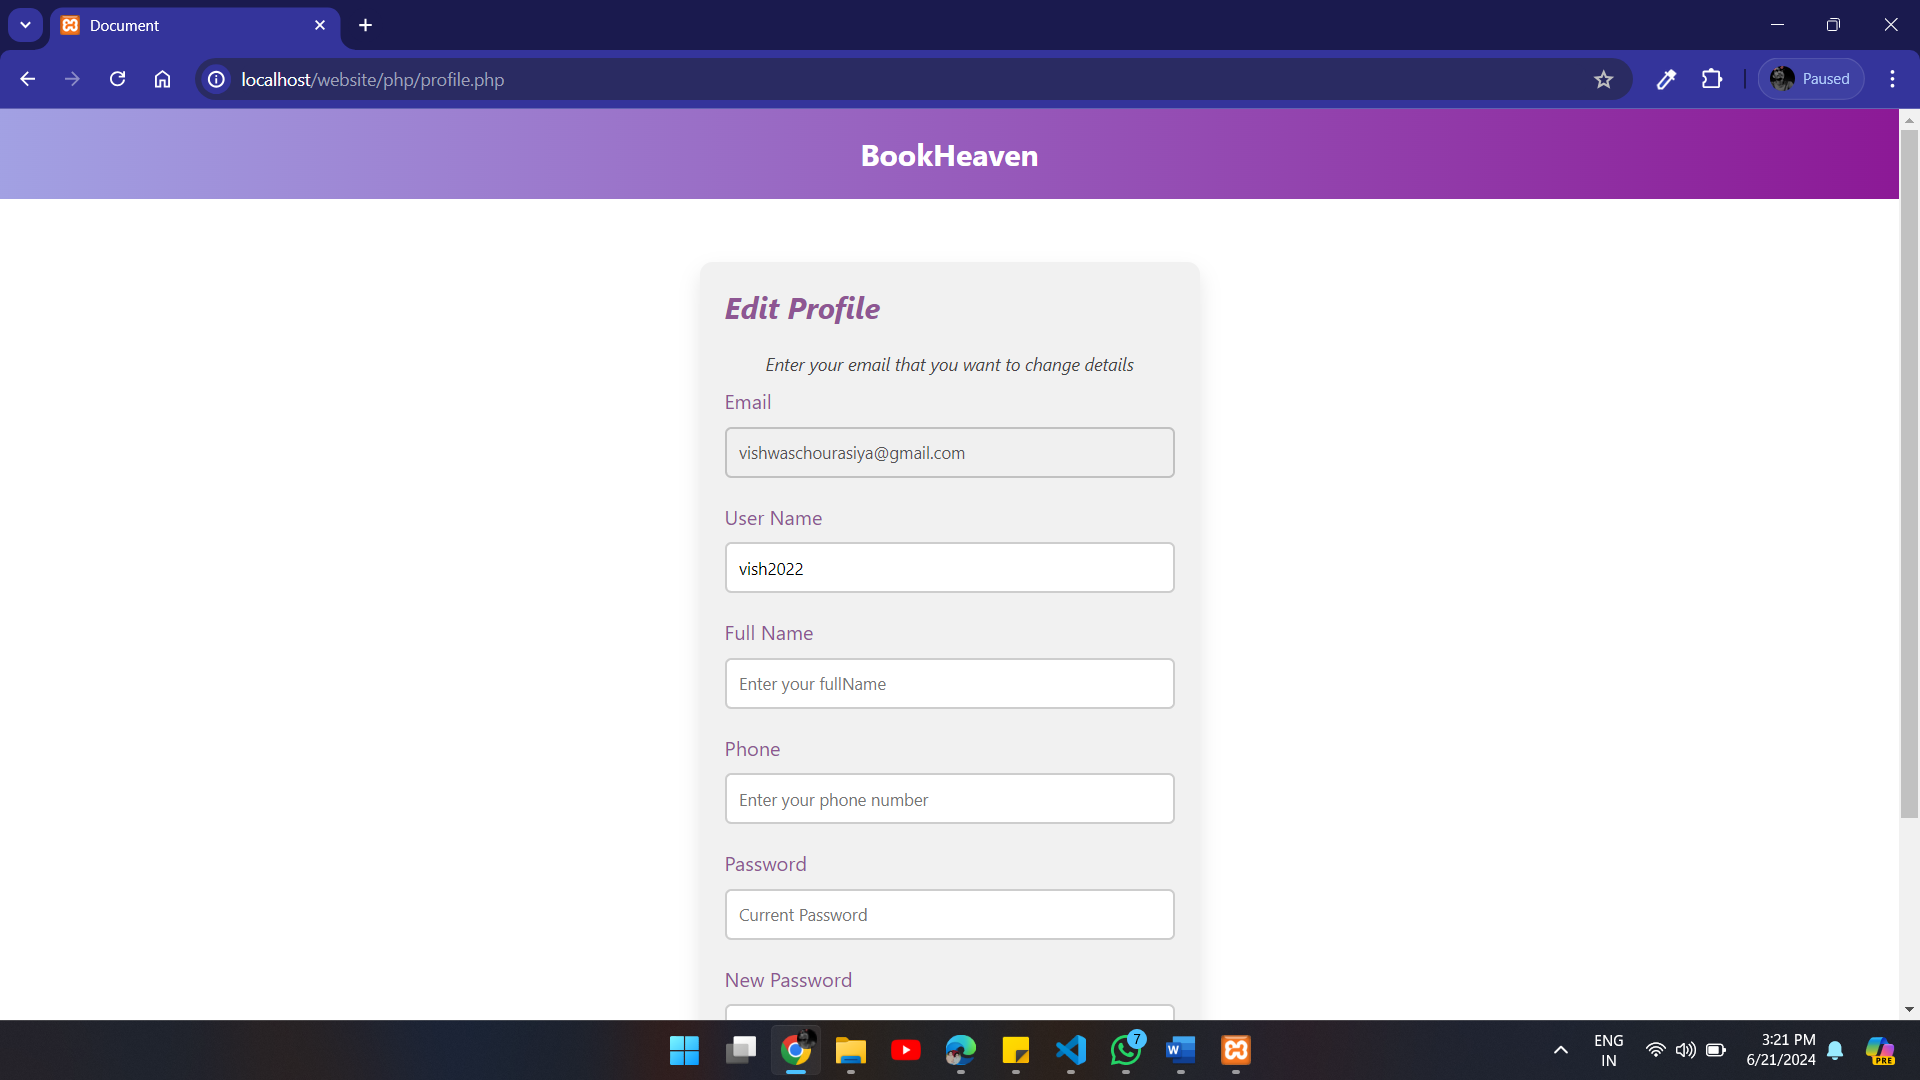 Document
localhost/website/php/profile.php
Paused
BookHeaven
Edit Profile
Enter your email that you want to change details
Email
vishwaschourasiya@gmail.com
User Name
vish2022
Full Name
Enter your fullName
Phone
Enter your phone number
Password
Current Password
New Password
7
W
ENG
IN
3:21 PM
6/21/2024
PRE